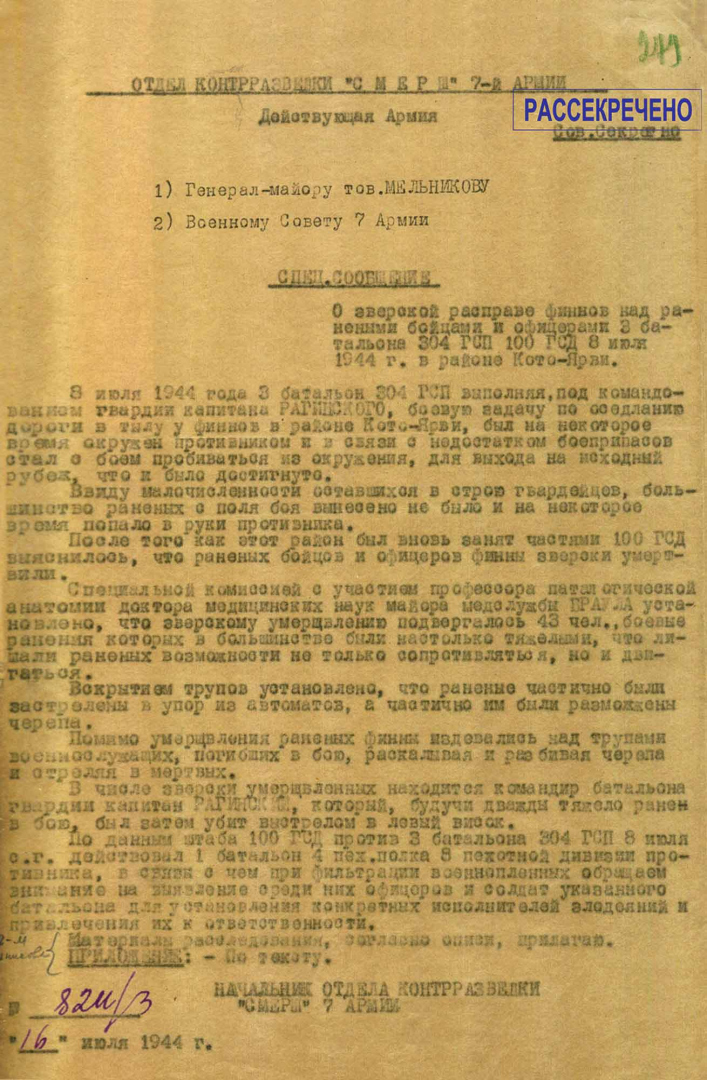 249
ОТДЕЛ КОНТРРАЗВЕДКИ "С М Е Р Ш" 7-й АРМИИ
РАССЕКРЕЧЕНО
Действующая Армия
Сов.Секретно
1) Генерал-майору тов.МЕЛЬНИКОВУ
2) Военному Совету 7 Армии
СПЕЦ.СООБЩЕНИЕ
О зверской расправе финнов над ра-
неными бойцами и офицерами 3 ба-
тальона 304 ГСП 100 ГСД 8 июля
1944 г. в районе Кото-Ярви.
8 июля 1944 года 3 батальон 304 ГСП выполняя,под командо-
ванием гвардии капитана РАГИНСКОГО, боевую задачу по оседланию
дороги в тылу у финнов в районе Кото-Ярви, был на некоторое
время окружен противником и в связи с недостатком боеприпасов
стал с боем пробиваться из окружения, для выхода на исходный
рубеж, что и было достигнуто.
Ввиду малочисленности оставшихся в строю гвардейцев, боль-
шинство раненых с поля боя вынесено не было и на некоторое
время попало в руки противника.
После того как этот район был вновь занят частями 100 ГСД
выяснилось, что раненых бойцов и офицеров финны зверски умерт-
вили.
Специальной комиссией с участием профессора патологической
анатомии доктора медицинских наук майора медслужбы уста-
новлено, что зверскому умерщвлению подвергалось 43 чел.,боевые
ранения которых в большинстве были настолько тяжелыми, что ли-
шали раненых возможности не только сопротивляться, но и дви-
гаться.
Вскрытием трупов установлено, что раненые частично были
застрелены в упор из автоматов, а частично им были размозжены
черепа.
Помимо умерщвления раненых финны издевались над трупами
военнослужащих, погибших в бою, раскалывая и разбивая черепа
и стреляя в мертвых.
В числе зверски умерщвленных находится командир батальона
гвардии капитан РАГИНСКИЙ, который, будучи дважды тяжело ранен
в бою, был затем убит выстрелом в левый висок.
По данным штаба 100 ГСД против 3 батальона 304 ГСП 8 июля
с.г. действовал 1 батальон 4 пех.полка 8 пехотной дивизии про-
тивника, в связи с чем при фильтрации военнопленных обращаем
внимание на выявление среди них офицеров и солдат указанного
батальона для установления конкретных исполнителей злодеяний и
привлечения их к ответственности.
Материалы расследования, согласно описи, прилагаю.
ПРИЛОЖЕНИЕ: - По тексту.
НАЧАЛЬНИК ОТДЕЛА КОНТРРАЗВЕДКИ
"СМЕРШ" 7 АРМИИ
"16" июля 1944 г.